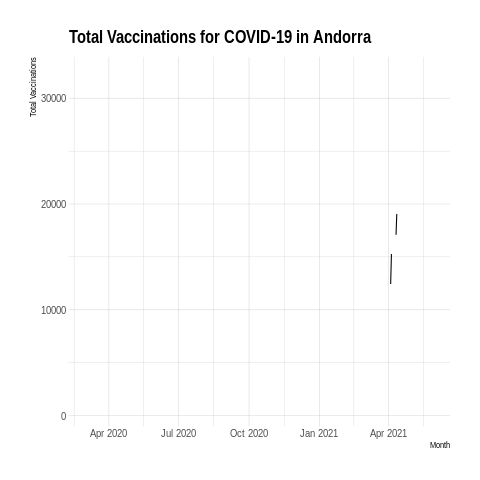 Total Vaccinations for COVID-19 in Andorra
Total Vaccinations
30000
20000
10000
0
Apr 2020 Jul 2020 Oct 2020 Jan 2021 Apr 2021
Month